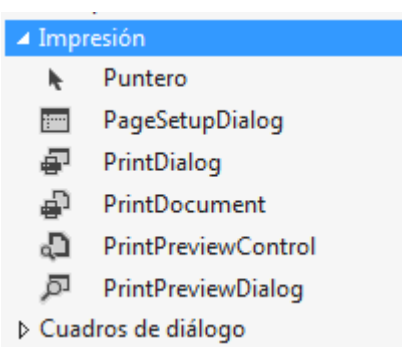 Impresión
Puntero
PageSetupDialog
PrintDialog
PrintDocument
PrintPreviewControl
PrintPreviewDialog
Cuadros de diálogo